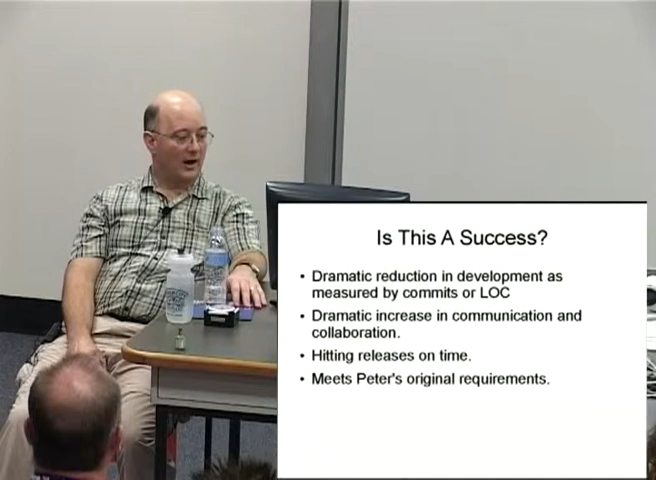 Is This A Success?
• Dramatic reduction in development as
measured by commits or LOC
• Dramatic increase in communication and
collaboration.
• Hitting releases on time.
• Meets Peter's original requirements.